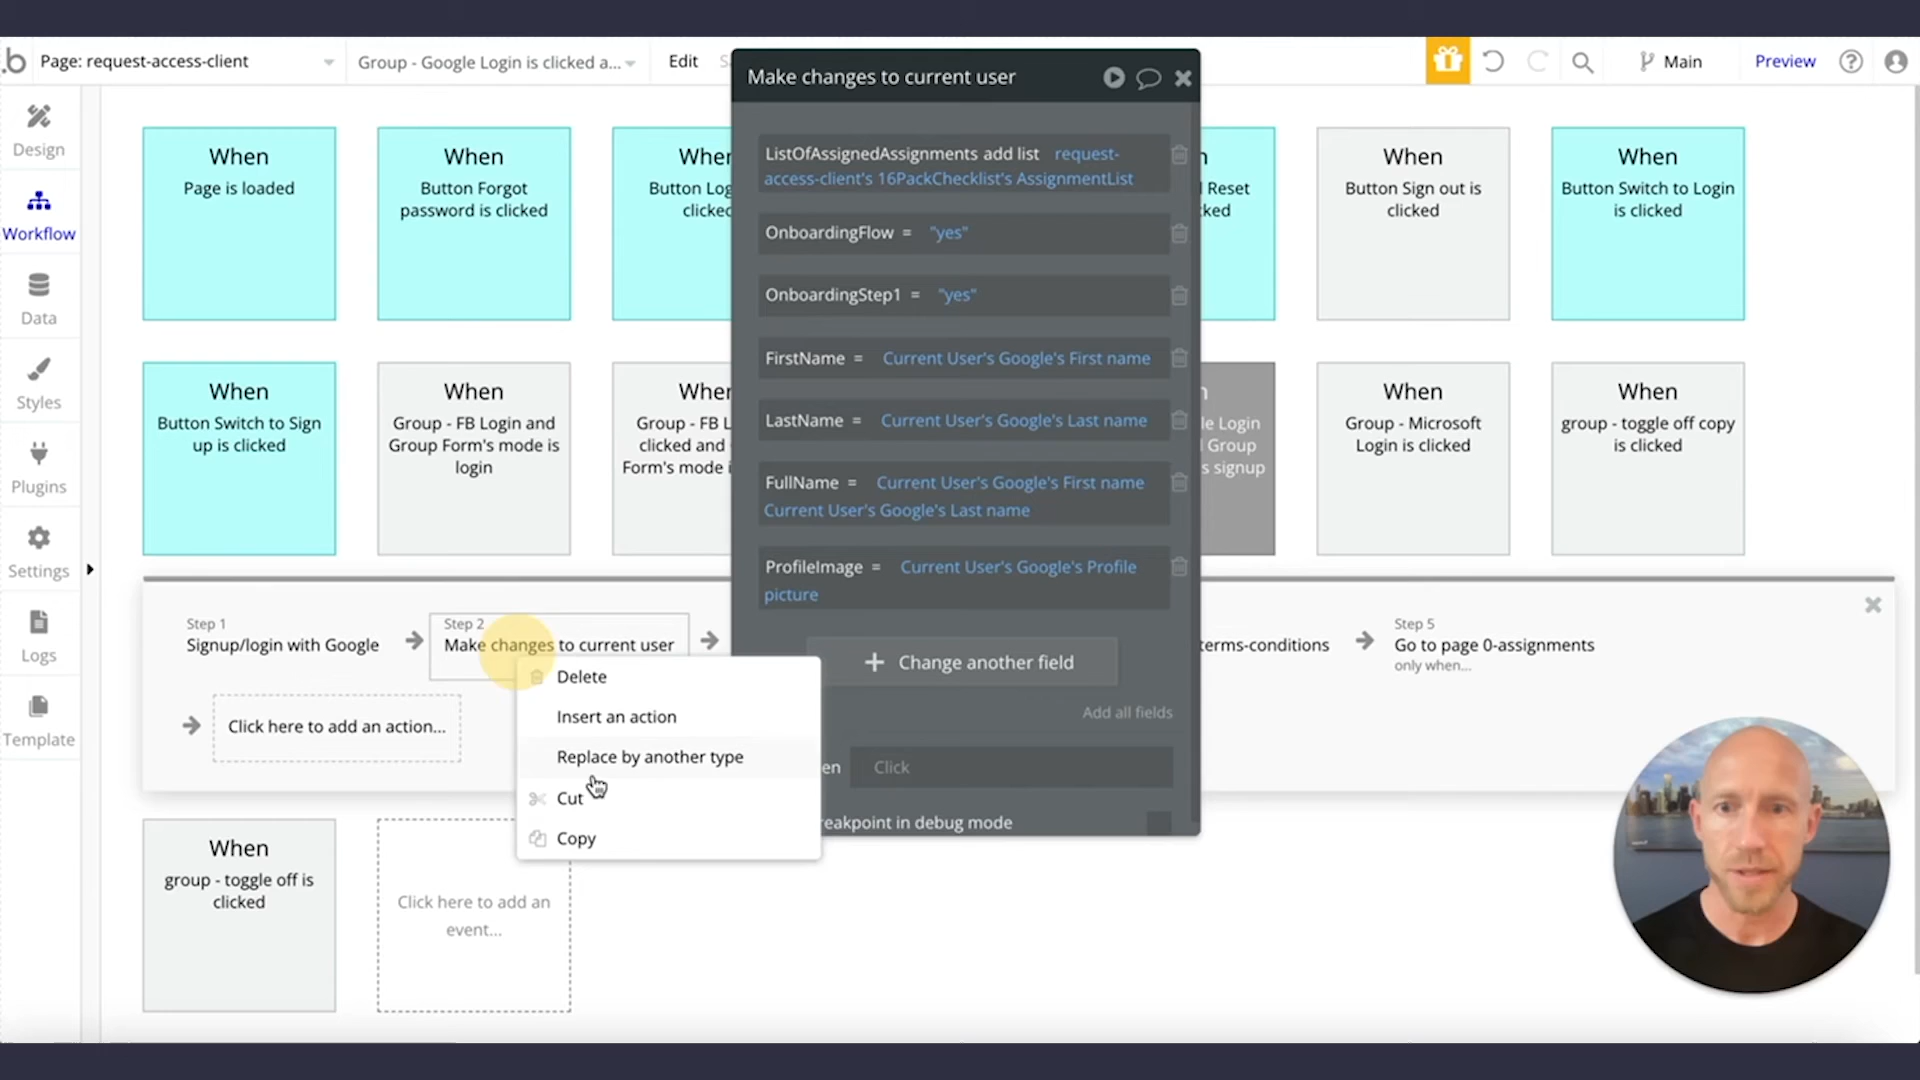 .b
Page: request-access-client
Group - Google Login is clicked a...
Edit
Main
Preview
Make changes to current user
Design
Workflow
Data
Styles
Plugins
Settings
Logs
Template
When
Page is loaded
When
Button Forgot
password is clicked
When
Button Log
clicked
Reset
ked
When
Button Sign out is
clicked
When
Button Switch to Login
is clicked
ListOfAssignedAssignments add list request-
access-client's 16PackChecklist's AssignmentList
OnboardingFlow = "yes"
OnboardingStep1 = "yes"
FirstName = Current User's Google's First name
LastName = Current User's Google's Last name
FullName = Current User's Google's First name
Current User's Google's Last name
ProfileImage = Current User's Google's Profile
picture
Change another field
Add all fields
en
Click
reakpoint in debug mode
When
Button Switch to Sign
up is clicked
When
Group - FB Login and
Group Form's mode is
login
When
Group - FB L
clicked and
Form's mode i
le Login
Group
s signup
When
Group - Microsoft
Login is clicked
When
group - toggle off copy
is clicked
Step 1
Signup/login with Google
Step 2
Make changes to current user
terms-conditions
Step 5
Go to page 0-assignments
only when...
Click here to add an action...
Delete
Insert an action
Replace by another type
Cut
Copy
When
group - toggle off is
clicked
Click here to add an
event...